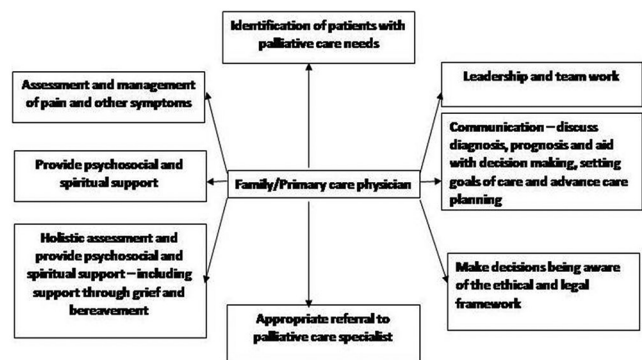 Identification of patients with
palliative care needs
Assessment and management
of pain and other symptoms
Leadership and team work
Communication – discuss
diagnosis, prognosis and aid
with decision making, setting
goals of care and advance care
planning
Provide psychosocial and
spiritual support
Family/Primary care physician
Holistic assessment and
provide psychosocial and
spiritual support – including
support through grief and
bereavement
Make decisions being aware
of the ethical and legal
framework
Appropriate referral to
palliative care specialist